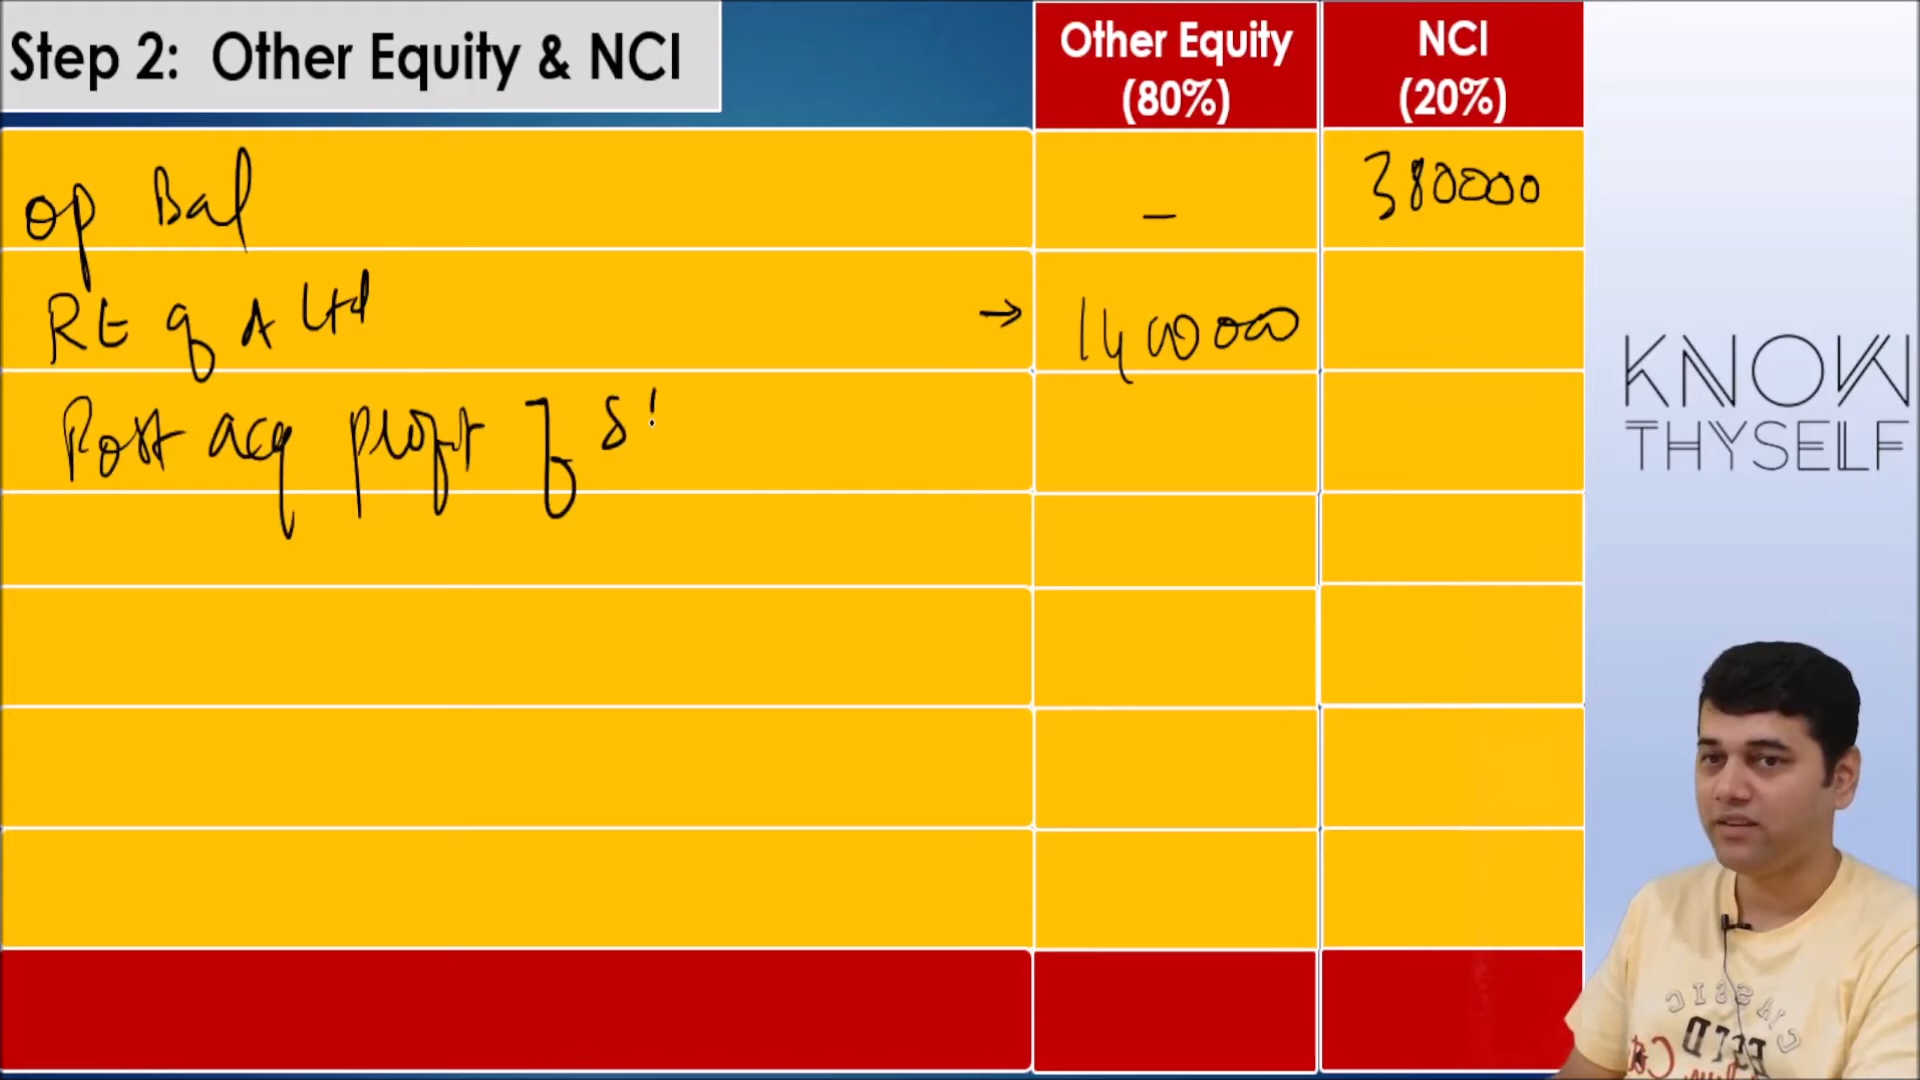 Step 2: Other Equity & NCI
Other Equity
(80%)
NCI
(20%)
op Bal
-
380000
RE of A Ltd
→
1400000
Post acq profit of S!
KNOW
THYSELF
CLASSIC